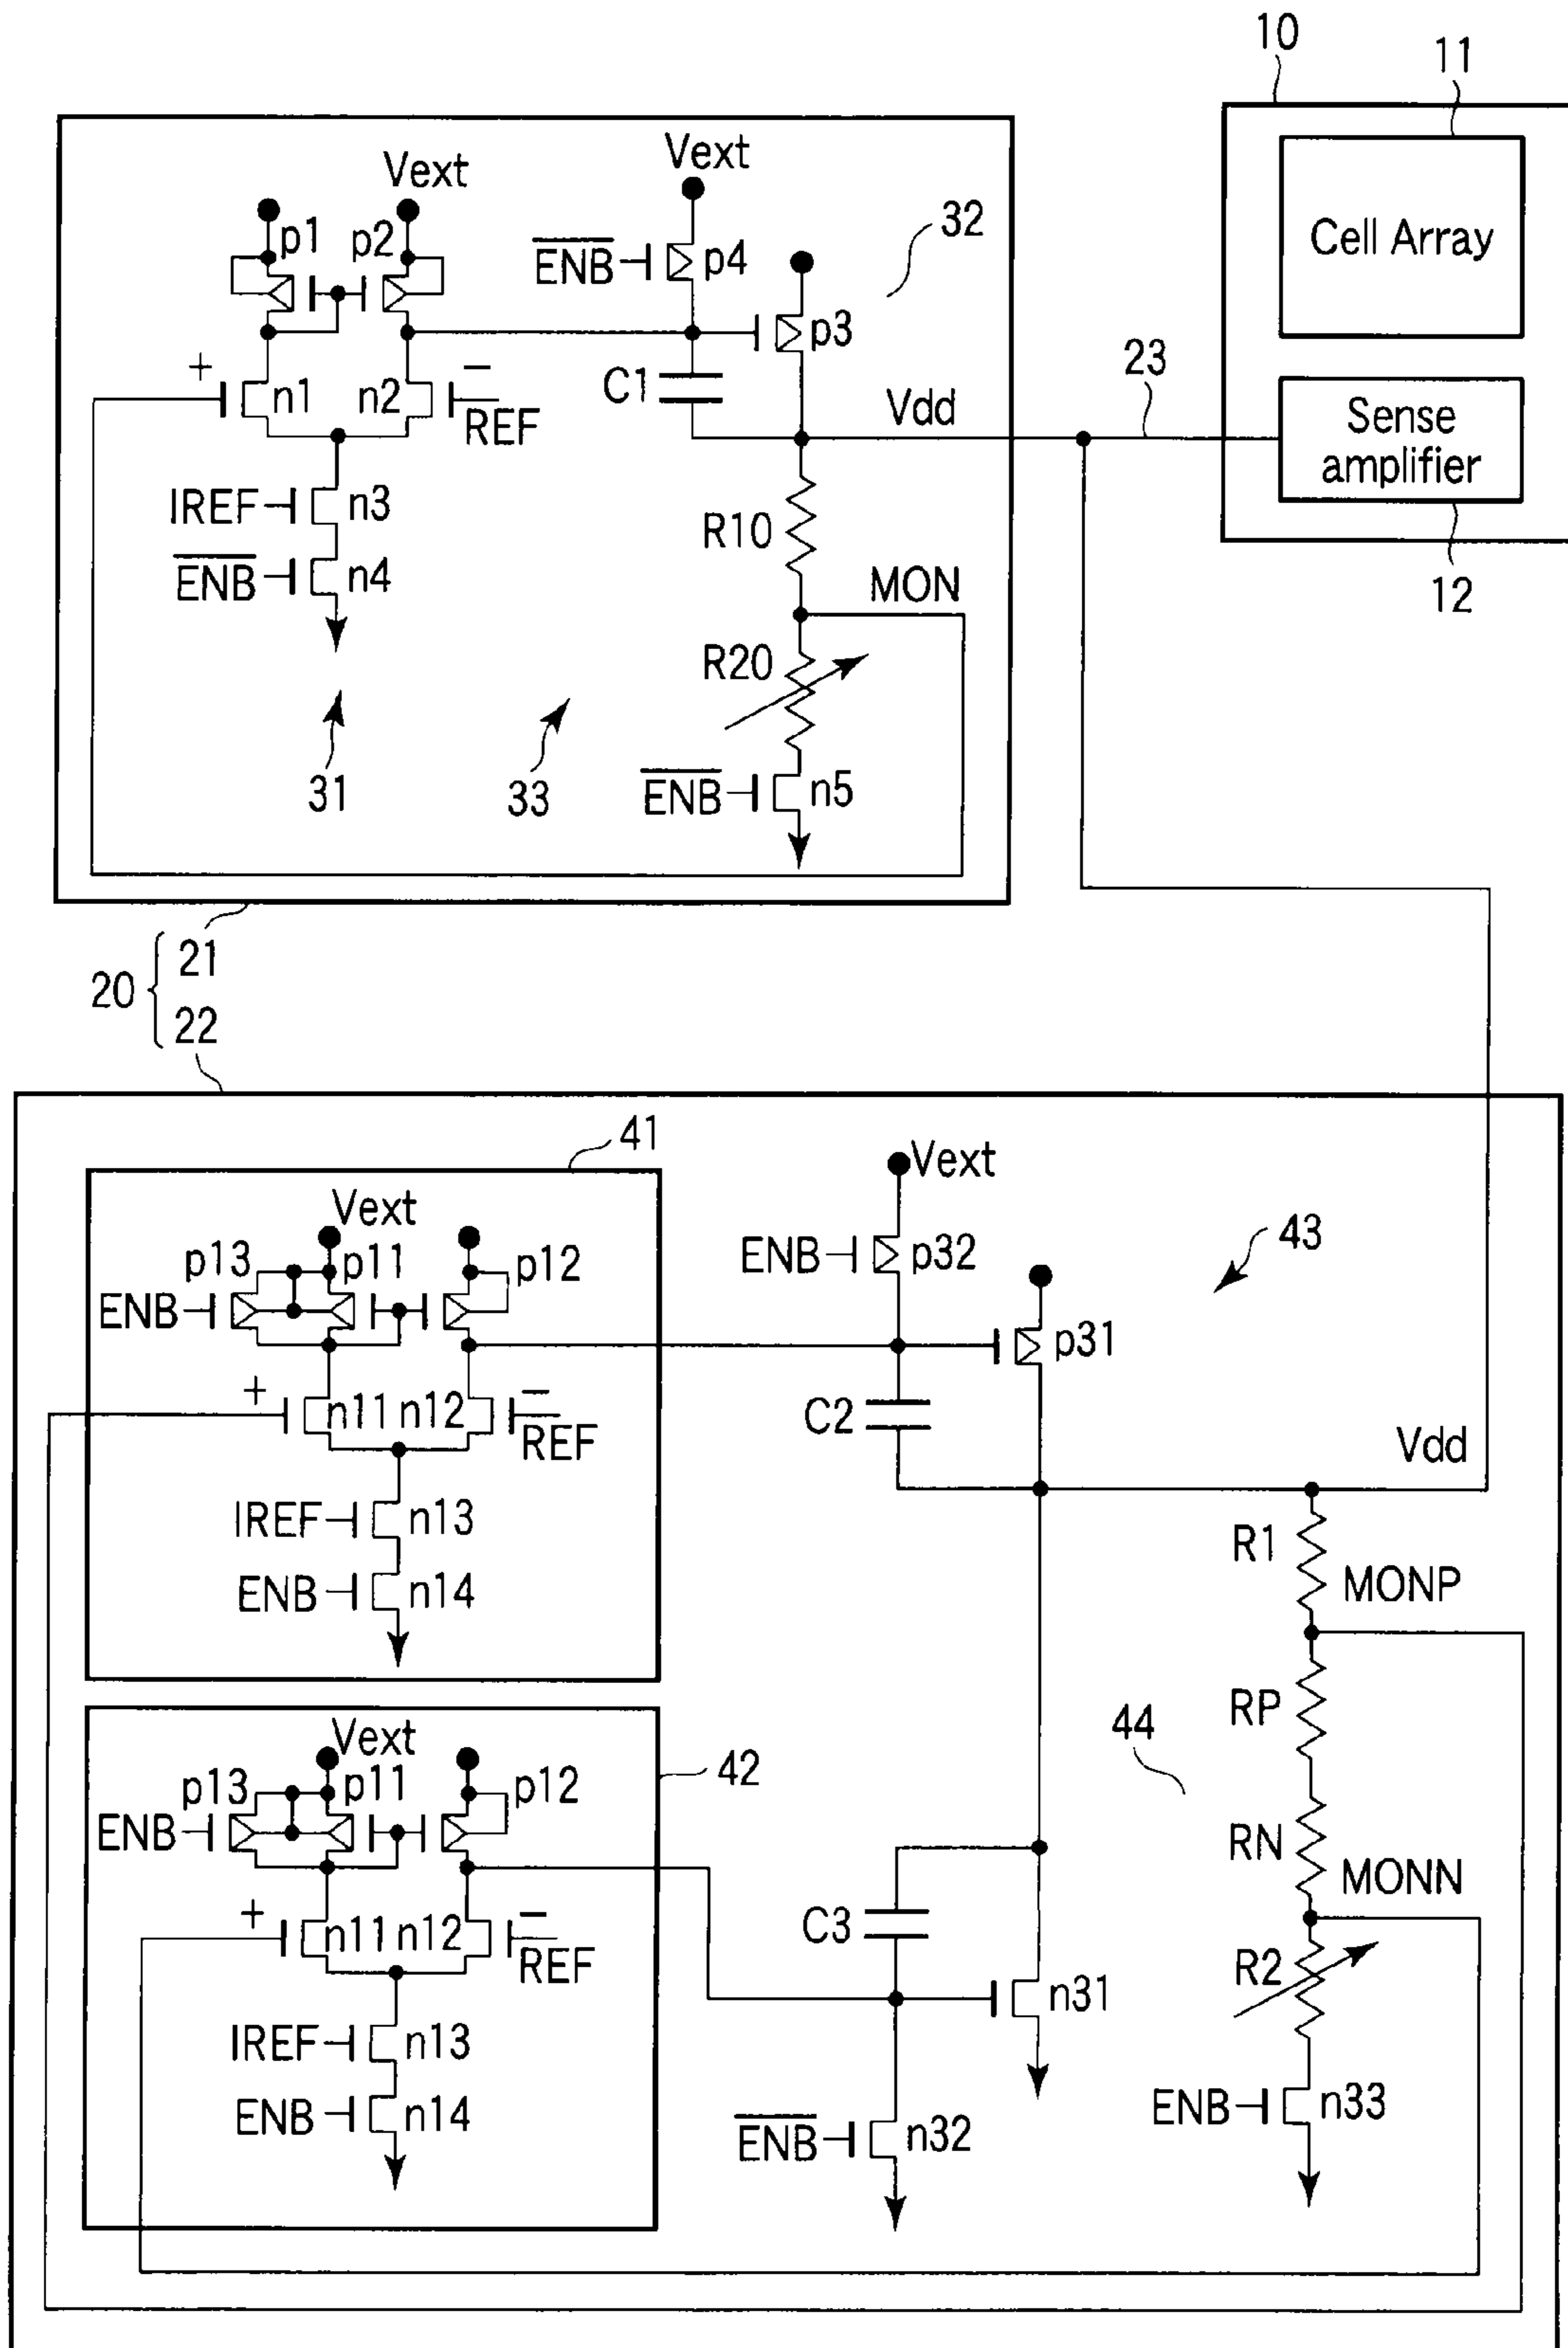 10
11
Cell Array
Sense
amplifier
12
23
Vext
Vext
p1
p2
E̅N̅B̅
p4
32
p3
+
n1
n2
−
REF
C1
Vdd
IREF
n3
R10
E̅N̅B̅
n4
MON
R20
31
33
E̅N̅B̅
n5
20 {
21
22
41
Vext
43
Vext
p13
p11
p12
ENB
p32
ENB
p31
+
n11
n12
−
REF
C2
Vdd
IREF
n13
R1
MONP
ENB
n14
RP
44
42
Vext
p13
p11
p12
ENB
RN
MONN
+
n11
n12
−
REF
C3
R2
n31
IREF
n13
ENB
n14
E̅N̅B̅
n32
ENB
n33